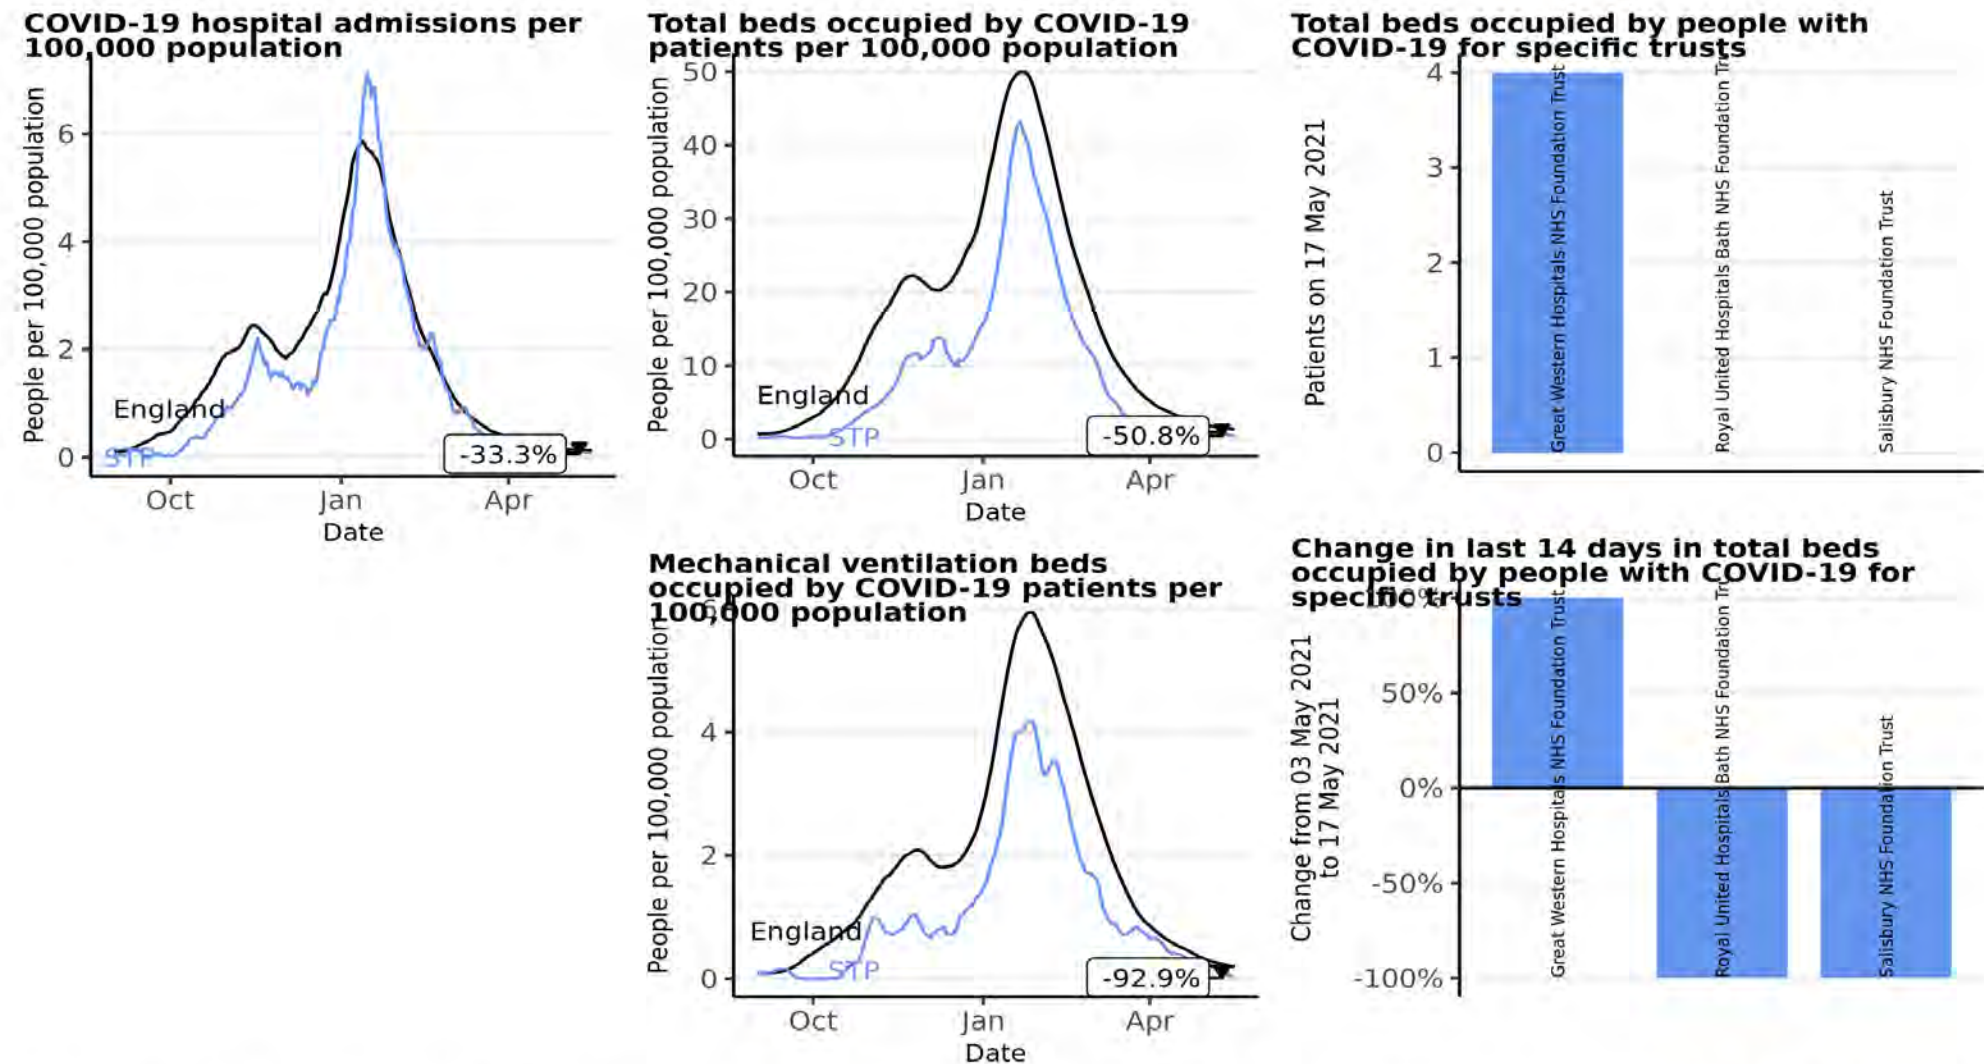 COVID-19 hospital admissions per
100,000 population
People per 100,000 population
6
4
2
0
England
STP
-33.3%
Oct
Jan
Apr
Date
Total beds occupied by COVID-19
patients per 100,000 population
People per 100,000 population
50
40
30
20
10
0
England
STP
-50.8%
Oct
Jan
Apr
Date
Total beds occupied by people with
COVID-19 for specific trusts
Patients on 17 May 2021
4
3
2
1
0
Great Western Hospitals NHS Foundation Trust
Royal United Hospitals Bath NHS Foundation
Salisbury NHS Foundation Trust
Mechanical ventilation beds
occupied by COVID-19 patients per
100,000 population
People per 100,000 population
4
2
0
England
STP
-92.9%
Oct
Jan
Apr
Date
Change in last 14 days in total beds
occupied by people with COVID-19 for
specific trusts
Change from 03 May 2021
to 17 May 2021
100%
50%
0%
-50%
-100%
Great Western Hospitals NHS Foundation Trust
Royal United Hospitals Bath NHS Foundation
Salisbury NHS Foundation Trust